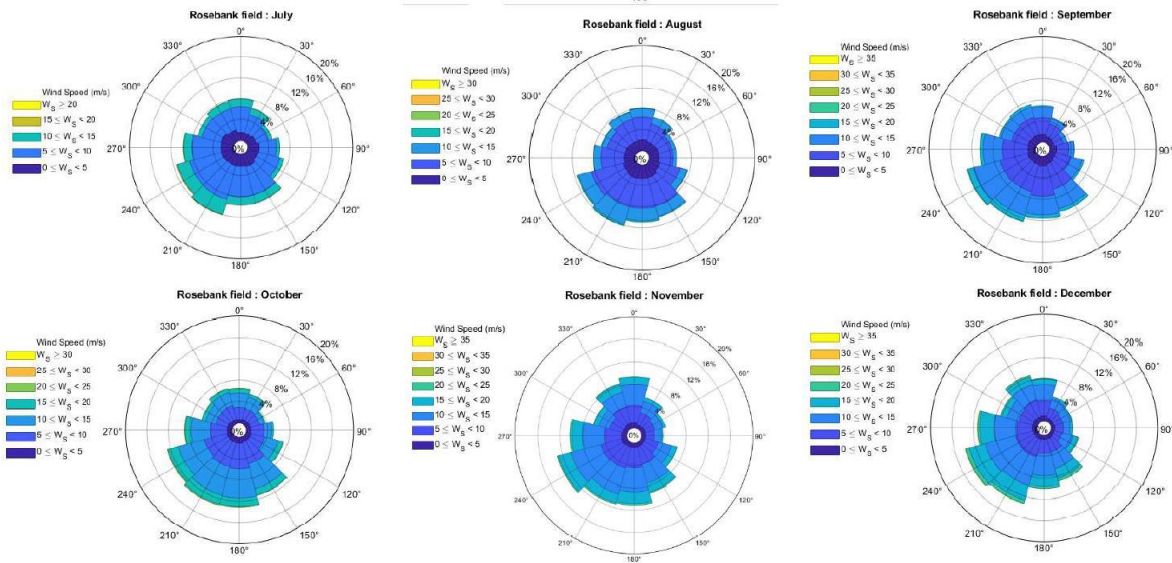 Rosebank field : July
Wind Speed (m/s)
W_S ≥ 20
15 ≤ W_S < 20
10 ≤ W_S < 15
5 ≤ W_S < 10
0 ≤ W_S < 5
0°
30°
60°
90°
120°
150°
180°
210°
240°
270°
300°
330°
0%
4%
8%
12%
16%
20%
Rosebank field : August
Wind Speed (m/s)
W_S ≥ 30
25 ≤ W_S < 30
20 ≤ W_S < 25
15 ≤ W_S < 20
10 ≤ W_S < 15
5 ≤ W_S < 10
0 ≤ W_S < 5
0°
30°
60°
90°
120°
150°
180°
210°
240°
270°
300°
330°
0%
4%
8%
12%
16%
20%
Rosebank field : September
Wind Speed (m/s)
W_S ≥ 35
30 ≤ W_S < 35
25 ≤ W_S < 30
20 ≤ W_S < 25
15 ≤ W_S < 20
10 ≤ W_S < 15
5 ≤ W_S < 10
0 ≤ W_S < 5
0°
30°
60°
90°
120°
150°
180°
210°
240°
270°
300°
330°
0%
4%
8%
12%
16%
20%
Rosebank field : October
Wind Speed (m/s)
W_S ≥ 30
25 ≤ W_S < 30
20 ≤ W_S < 25
15 ≤ W_S < 20
10 ≤ W_S < 15
5 ≤ W_S < 10
0 ≤ W_S < 5
0°
30°
60°
90°
120°
150°
180°
210°
240°
270°
300°
330°
0%
4%
8%
12%
16%
20%
Rosebank field : November
Wind Speed (m/s)
W_S ≥ 35
30 ≤ W_S < 35
25 ≤ W_S < 30
20 ≤ W_S < 25
15 ≤ W_S < 20
10 ≤ W_S < 15
5 ≤ W_S < 10
0 ≤ W_S < 5
0°
30°
60°
90°
120°
150°
180°
210°
240°
270°
300°
330°
0%
4%
8%
12%
16%
20%
Rosebank field : December
Wind Speed (m/s)
W_S ≥ 35
30 ≤ W_S < 35
25 ≤ W_S < 30
20 ≤ W_S < 25
15 ≤ W_S < 20
10 ≤ W_S < 15
5 ≤ W_S < 10
0 ≤ W_S < 5
0°
30°
60°
90°
120°
150°
180°
210°
240°
270°
300°
330°
0%
4%
8%
12%
16%
20%